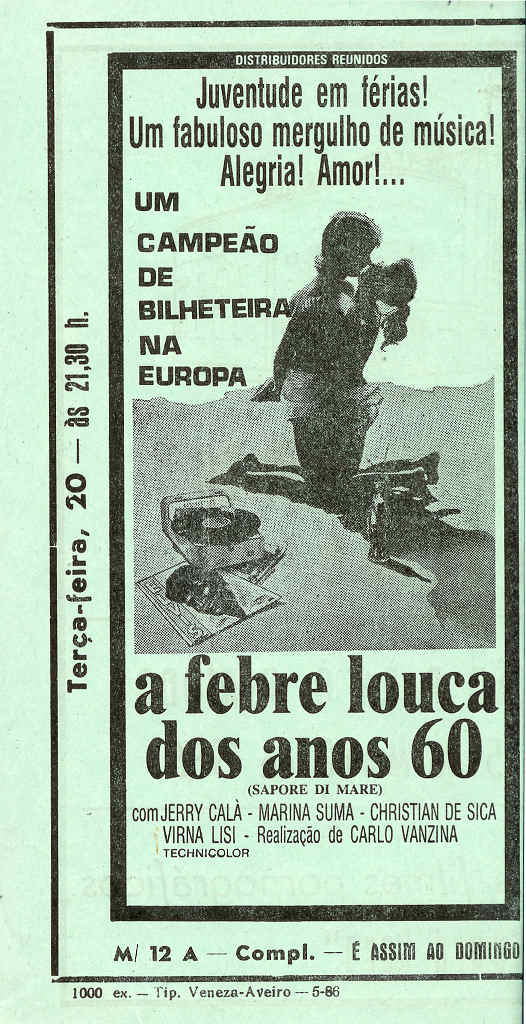 DISTRIBUIDORES REUNIDOS
Juventude em férias!
Um fabuloso mergulho de música!
Alegria! Amor!...
UM
CAMPEÃO
DE
BILHETEIRA
NA
EUROPA
Terça-feira, 20 — às 21,30 h.
a febre louca
dos anos 60
(SAPORE DI MARE)
com JERRY CALÀ - MARINA SUMA - CHRISTIAN DE SICA
VIRNA LISI - Realização de CARLO VANZINA
TECHNICOLOR
M/ 12 A — Compl. — É ASSIM AO DOMINGO
1000 ex. — Tip. Veneza-Aveiro — 5-86